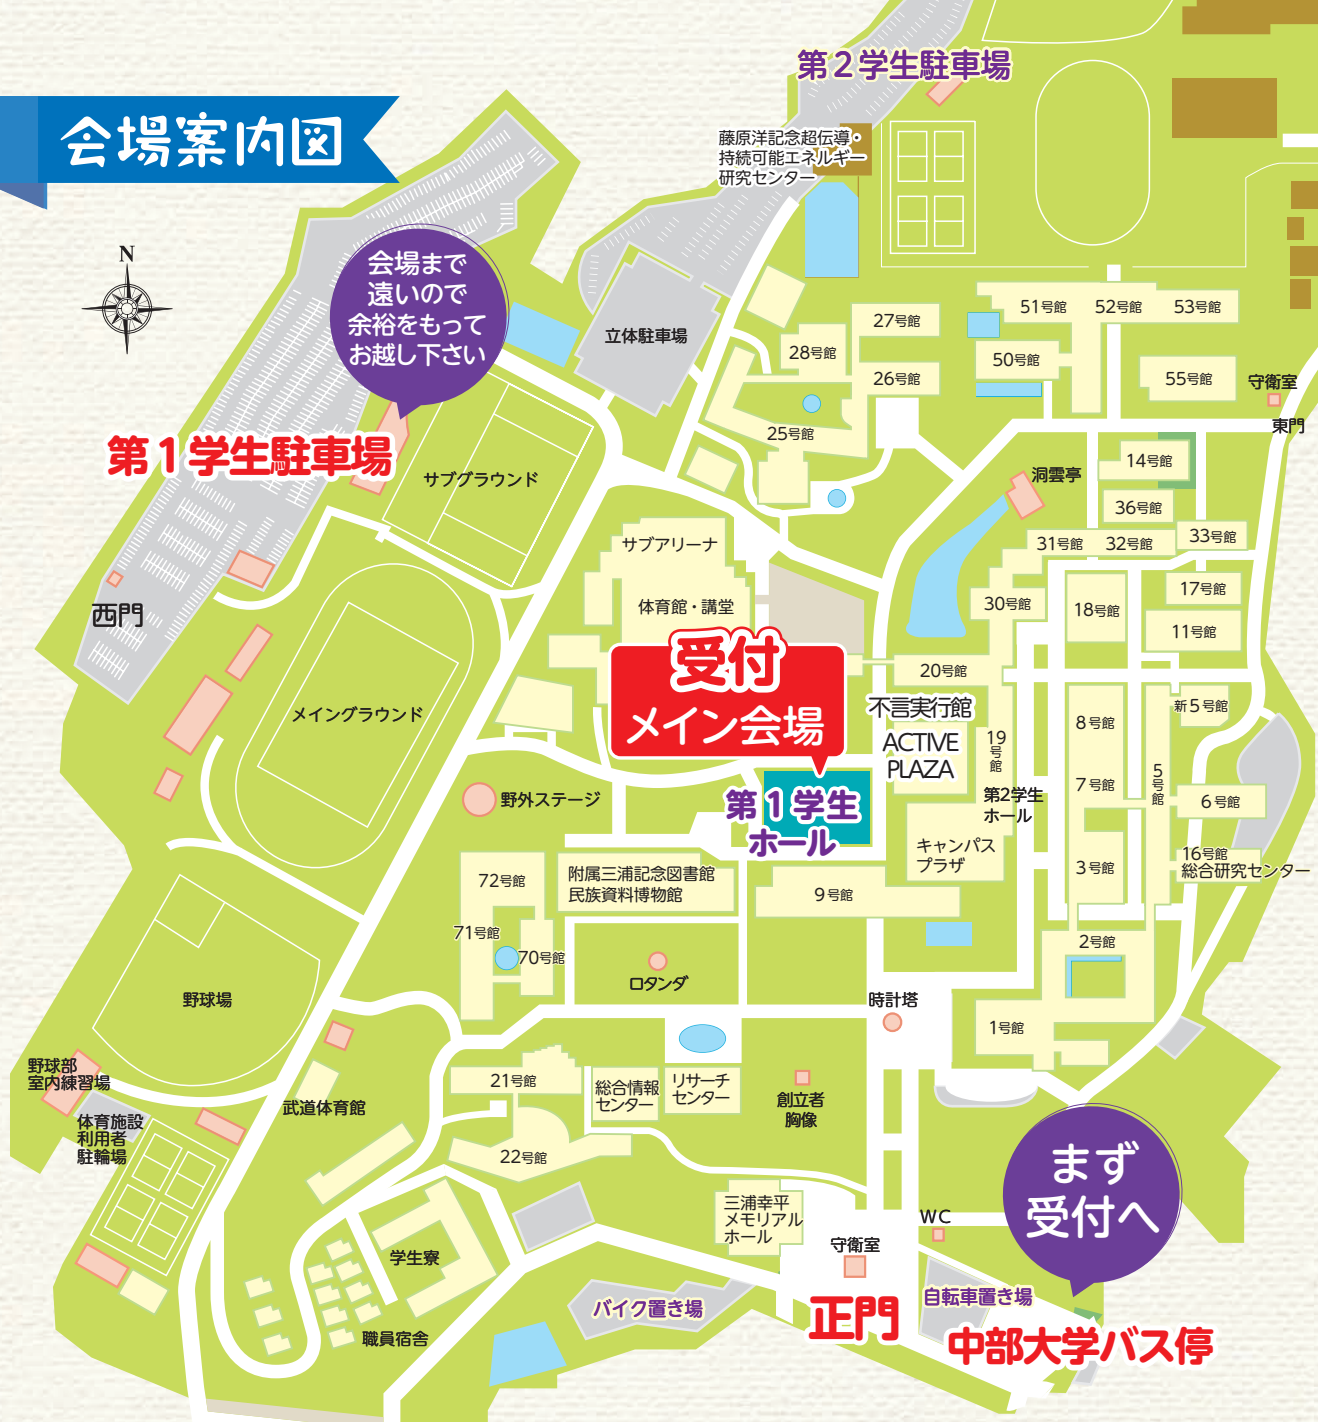 第２学生駐車場
会場案内図
藤原洋記念超伝導・
持続可能エネルギー
研究センター
N
会場まで
遠いので
余裕をもって
お越し下さい
立体駐車場
27号館
28号館
26号館
25号館
51号館
52号館
53号館
50号館
55号館
守衛室
東門
第１学生駐車場
サブグラウンド
洞雲亭
14号館
36号館
31号館
32号館
33号館
サブアリーナ
体育館・講堂
30号館
18号館
17号館
11号館
西門
受付
メイン会場
20号館
不言実行館
ACTIVE
PLAZA
19号館
新５号館
8号館
7号館
5号館
6号館
メイングラウンド
野外ステージ
第１学生
ホール
第2学生
ホール
キャンパス
プラザ
3号館
16号館
総合研究センター
72号館
附属三浦記念図書館
民族資料博物館
9号館
71号館
70号館
2号館
ロタンダ
野球場
時計塔
1号館
野球部
室内練習場
21号館
総合情報
センター
リサーチ
センター
創立者
胸像
武道体育館
体育施設
利用者
駐輪場
22号館
まず
受付へ
三浦幸平
メモリアル
ホール
WC
守衛室
学生寮
自転車置き場
バイク置き場
正門
職員宿舎
中部大学バス停